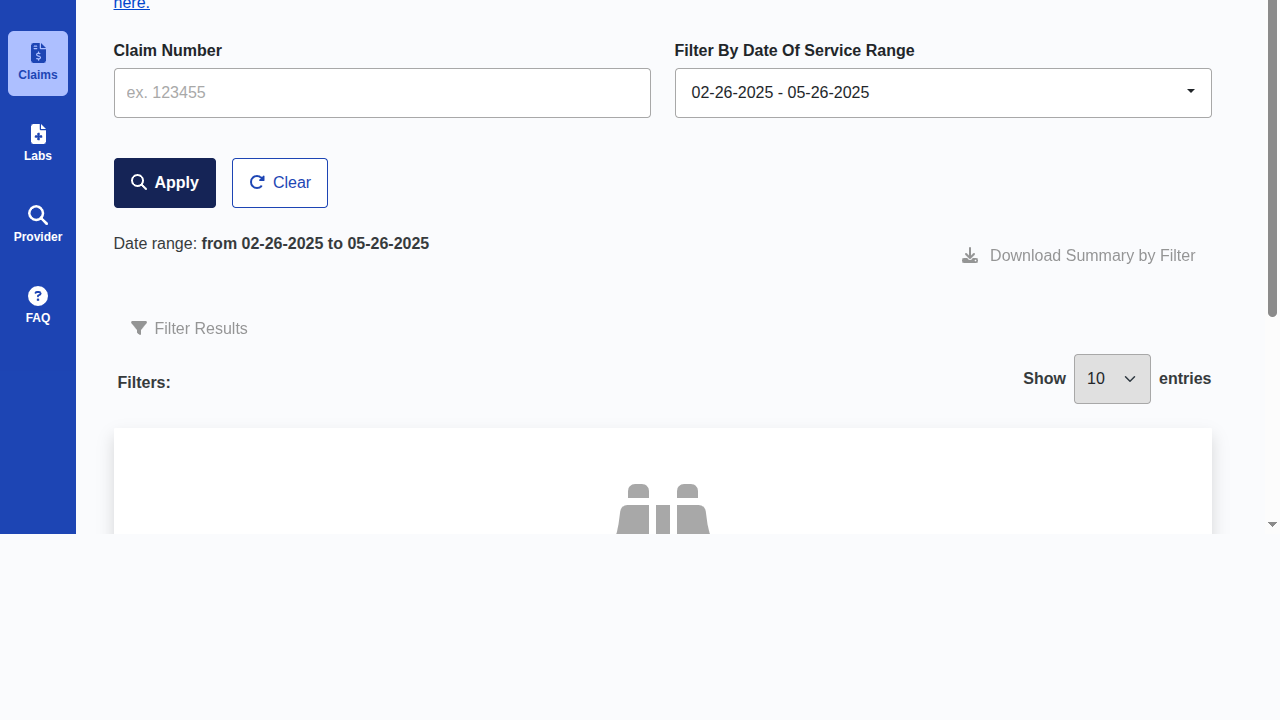 here.
Claims
Labs
Provider
FAQ
Claim Number
ex. 123455
Filter By Date Of Service Range
02-26-2025 - 05-26-2025
Apply
Clear
Date range: from 02-26-2025 to 05-26-2025
Download Summary by Filter
Filter Results
Filters:
Show 10 entries